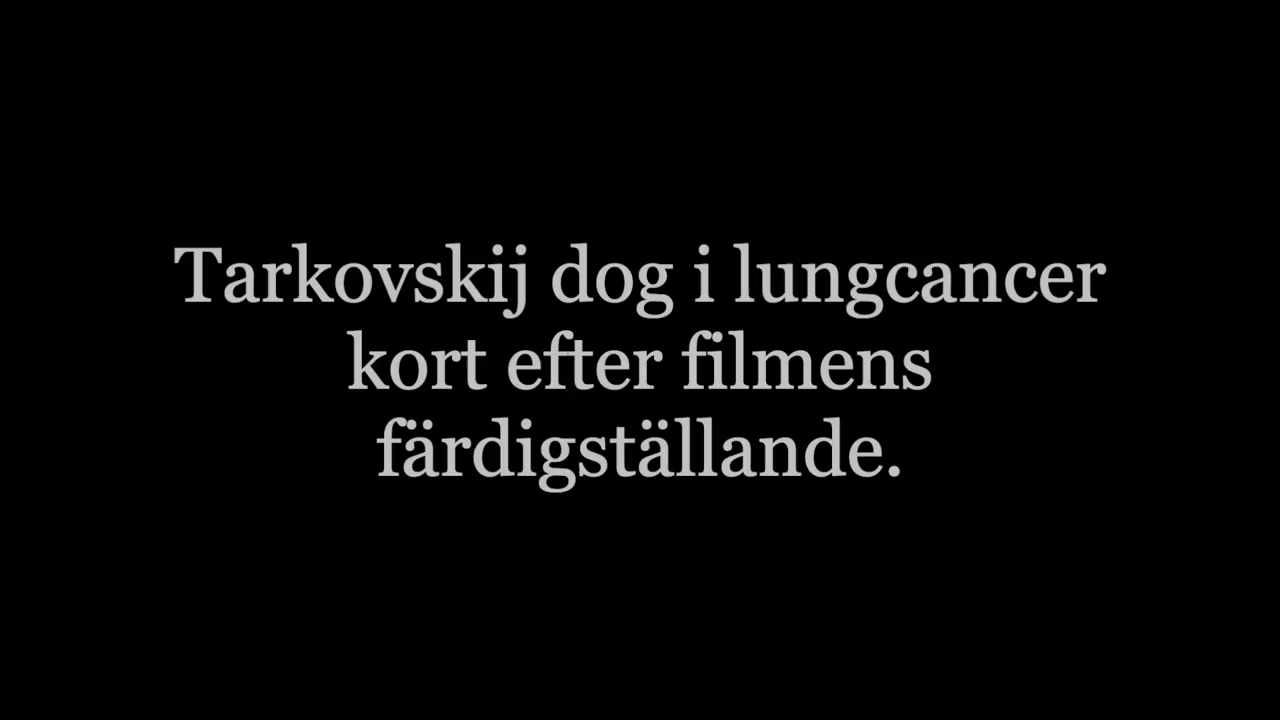 Tarkovskij dog i lungcancer
kort efter filmens
färdigställande.